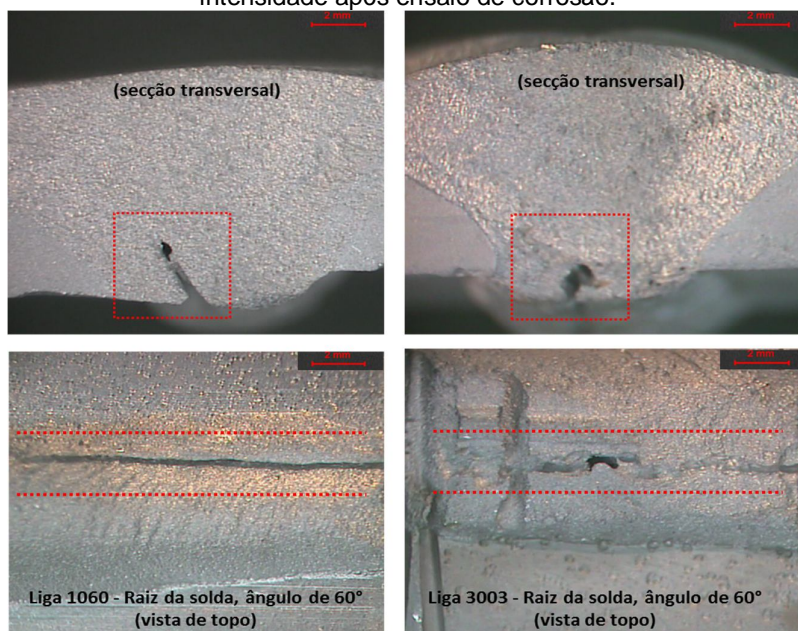 intensidade após ensaio de corrosão.
2 mm
2 mm
(secção transversal)
(secção transversal)
2 mm
2 mm
Liga 1060 - Raiz da solda, ângulo de 60°
(vista de topo)
Liga 3003 - Raiz da solda, ângulo de 60°
(vista de topo)